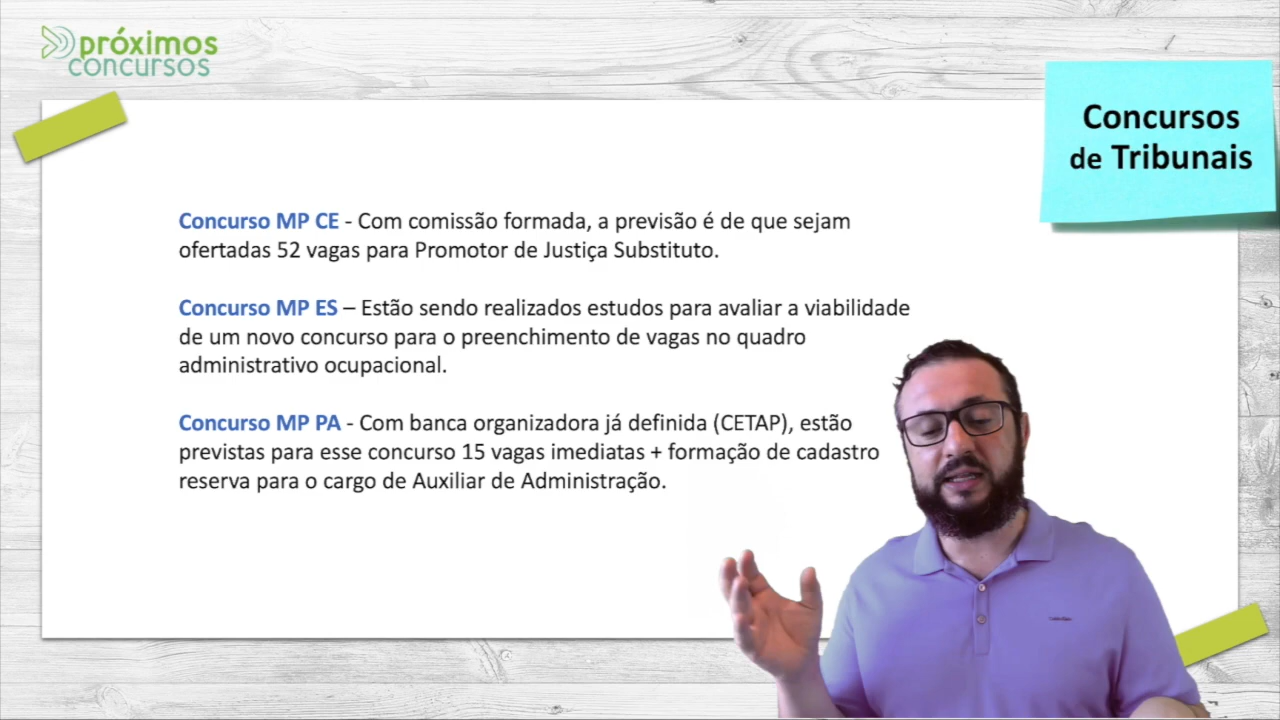 próximos
concursos
Concursos
de Tribunais
Concurso MP CE - Com comissão formada, a previsão é de que sejam
ofertadas 52 vagas para Promotor de Justiça Substituto.
Concurso MP ES – Estão sendo realizados estudos para avaliar a viabilidade
de um novo concurso para o preenchimento de vagas no quadro
administrativo ocupacional.
Concurso MP PA - Com banca organizadora já definida (CETAP), estão
previstas para esse concurso 15 vagas imediatas + formação de cadastro
reserva para o cargo de Auxiliar de Administração.